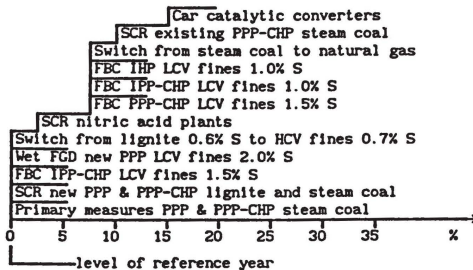 Car catalytic converters
SCR existing PPP-CHP steam coal
Switch from steam coal to natural gas
FBC IHP LCV fines 1.0% S
FBC IPP-CHP LCV fines 1.0% S
FBC PPP-CHP LCV fines 1.5% S
SCR nitric acid plants
Switch from lignite 0.6% S to HCV fines 0.7% S
Wet FGD new PPP LCV fines 2.0% S
FBC IPP-CHP LCV fines 1.5% S
SCR new PPP & PPP-CHP lignite and steam coal
Primary measures PPP & PPP-CHP steam coal
0 5 10 15 20 25 30 35 %
level of reference year